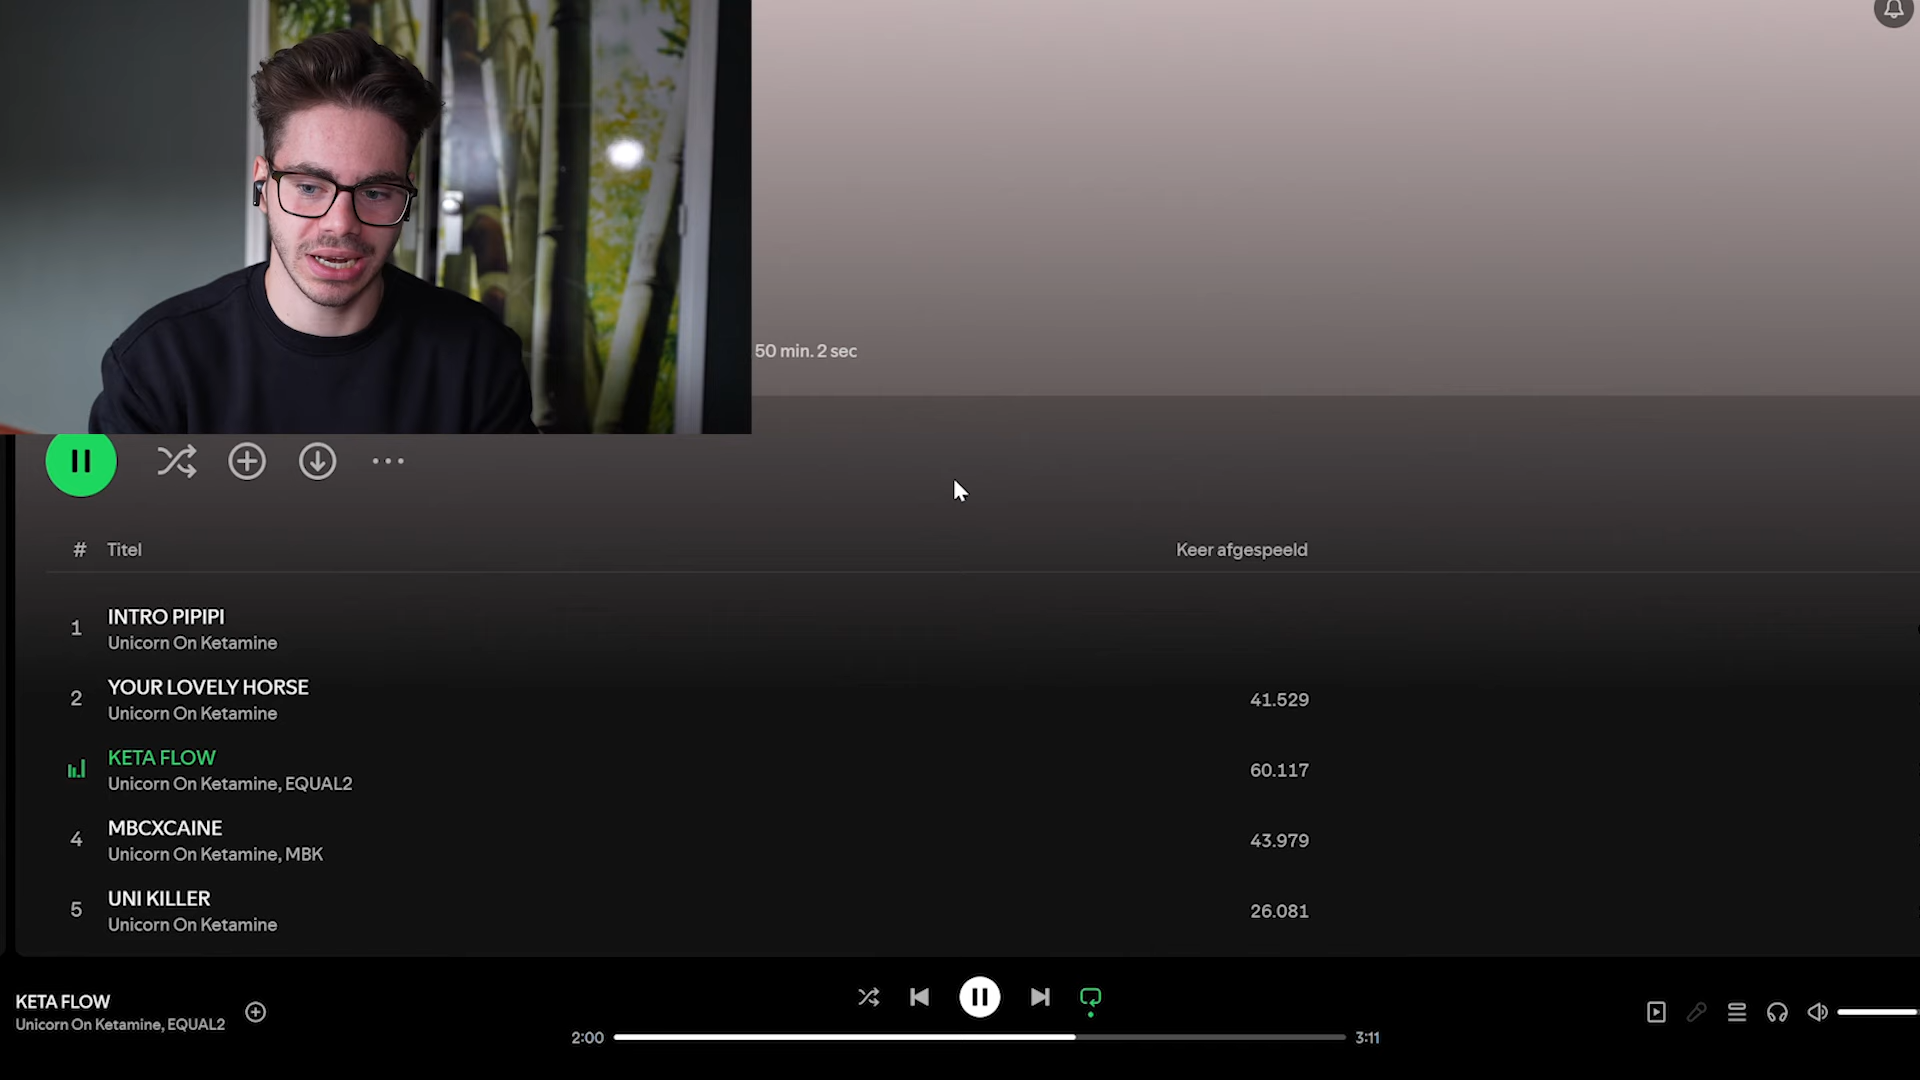 50 min. 2 sec
# Titel Keer afgespeeld
1 INTRO PIPIPI
Unicorn On Ketamine
2 YOUR LOVELY HORSE 41.529
Unicorn On Ketamine
KETA FLOW 60.117
Unicorn On Ketamine, EQUAL2
4 MBCXCAINE 43.979
Unicorn On Ketamine, MBK
5 UNI KILLER 26.081
Unicorn On Ketamine
KETA FLOW
Unicorn On Ketamine, EQUAL2
2:00 3:11